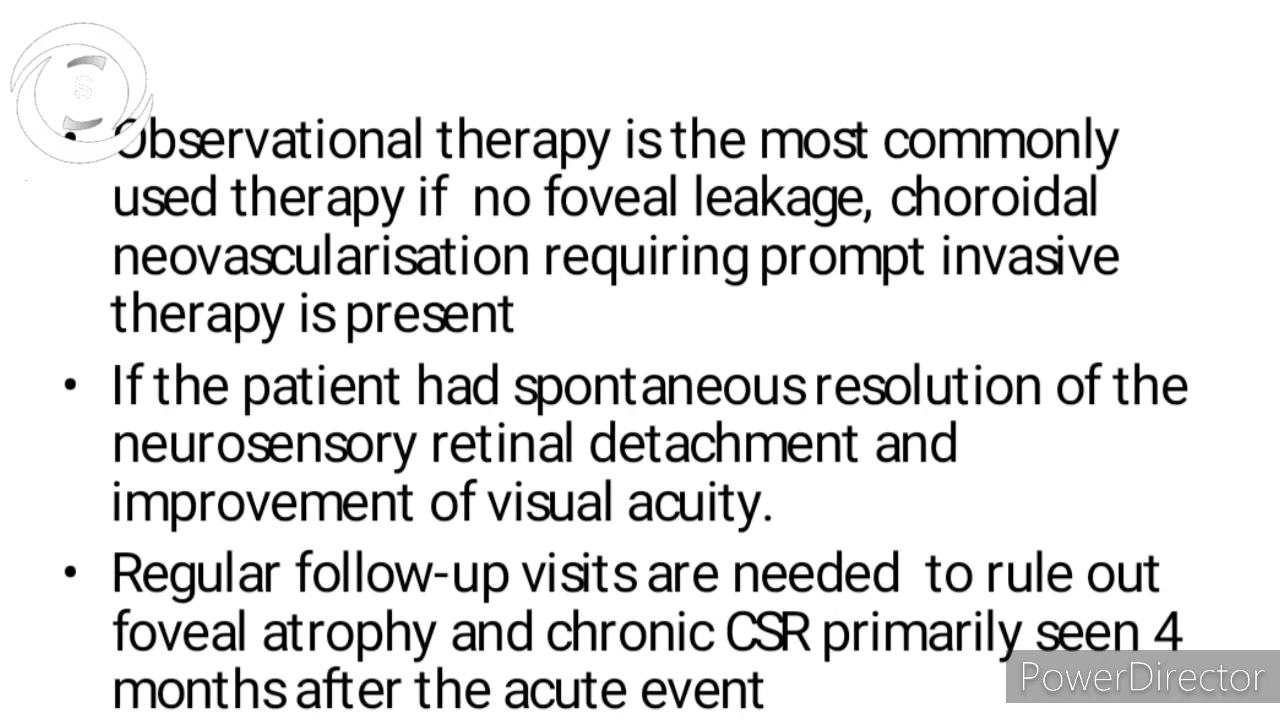 S
• Observational therapy is the most commonly
used therapy if no foveal leakage, choroidal
neovascularisation requiring prompt invasive
therapy is present
• If the patient had spontaneous resolution of the
neurosensory retinal detachment and
improvement of visual acuity.
• Regular follow-up visits are needed to rule out
foveal atrophy and chronic CSR primarily seen 4
months after the acute event
PowerDirector